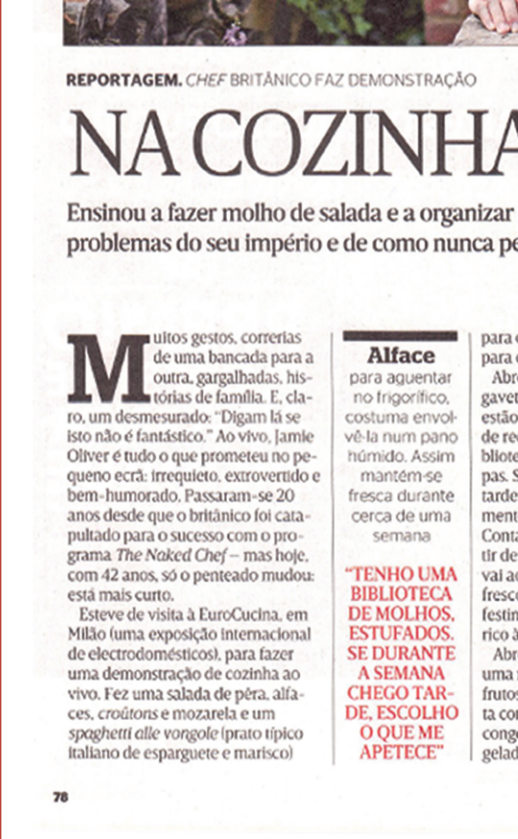 REPORTAGEM. CHEF BRITÂNICO FAZ DEMONSTRAÇÃO
NA COZINHA
Ensinou a fazer molho de salada e a organizar
problemas do seu império e de como nunca pe
Muitos gestos, correrias
de uma bancada para a
outra, gargalhadas, his-
tórias de família. E, cla-
ro, um desmesurado: “Digam lá se
isto não é fantástico.” Ao vivo, Jamie
Oliver é tudo o que prometeu no pe-
queno ecrã: irrequieto, extrovertido e
bem-humorado. Passaram-se 20
anos desde que o britânico foi cata-
pultado para o sucesso com o pro-
grama The Naked Chef – mas hoje,
com 42 anos, só o penteado mudou:
está mais curto.
Esteve de visita à EuroCucina, em
Milão (uma exposição internacional
de electrodomésticos), para fazer
uma demonstração de cozinha ao
vivo. Fez uma salada de pêra, alfa-
ces, croûtons e mozarela e um
spaghetti alle vongole (prato típico
italiano de esparguete e marisco)
Alface
para aguentar
no frigorífico,
costuma envol-
vê-la num pano
húmido. Assim
mantém-se
fresca durante
cerca de uma
semana
“TENHO UMA
BIBLIOTECA
DE MOLHOS,
ESTUFADOS.
SE DURANTE
A SEMANA
CHEGO TAR-
DE, ESCOLHO
O QUE ME
APETECE”
para
para
Abr
gavet
estão
de re
bliote
pas. S
tarde
ment
Conta
tir de
vai ao
fresc
festin
rico à
Abr
uma
frutos
ta co
cong
gelad
78